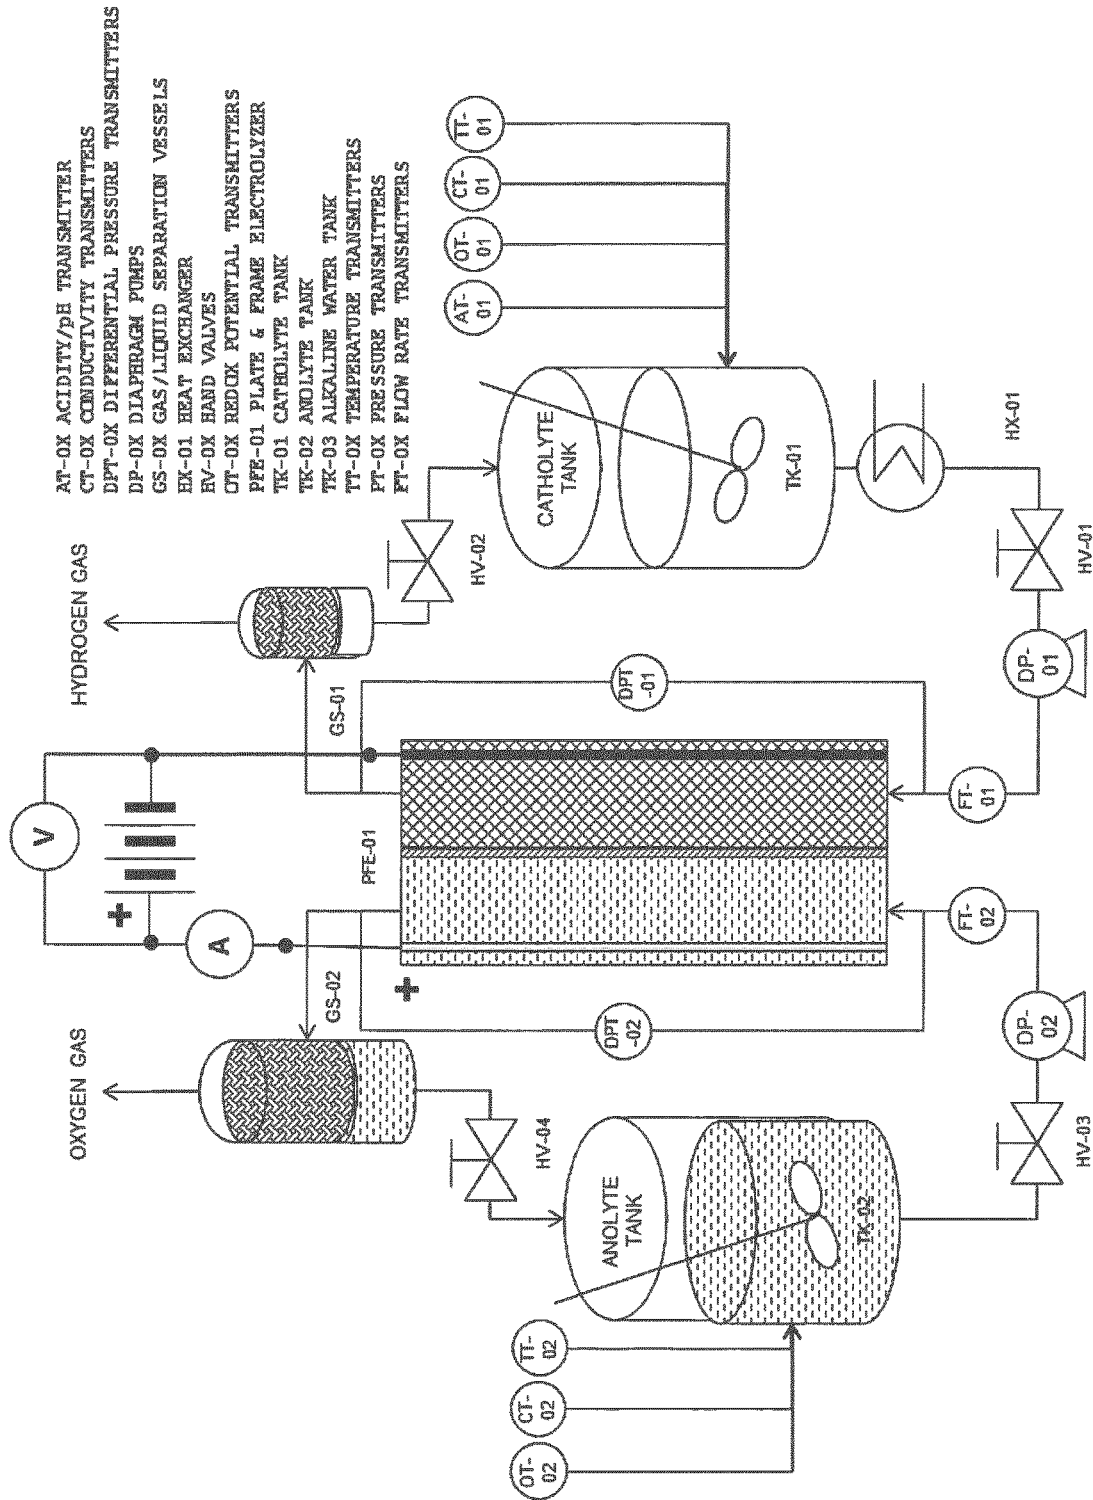 AT-0X ACIDITY/pH TRANSMITTER
CT-0X CONDUCTIVITY TRANSMITTERS
DPT-0X DIFFERENTIAL PRESSURE TRANSMITTERS
DP-0X DIAPHRAGM PUMPS
GS-0X GAS/LIQUID SEPARATION VESSELS
HX-01 HEAT EXCHANGER
HV-0X HAND VALVES
OT-0X REDOX POTENTIAL TRANSMITTERS
PFE-01 PLATE & FRAME ELECTROLYZER
TK-01 CATHOLYTE TANK
TK-02 ANOLYTE TANK
TK-03 ALKALINE WATER TANK
TT-0X TEMPERATURE TRANSMITTERS
PT-0X PRESSURE TRANSMITTERS
FT-0X FLOW RATE TRANSMITTERS
OXYGEN GAS
HYDROGEN GAS
V
+
A
GS-02
PFE-01
GS-01
+
HV-04
HV-02
OT-
02
CT-
02
TT-
02
ANOLYTE
TANK
TK-02
DPT
-02
DPT
-01
CATHOLYTE
TANK
TK-01
AT-
01
OT-
01
CT-
01
TT-
01
HV-03
DP-
02
FT-
02
FT-
01
DP-
01
HV-01
HX-01